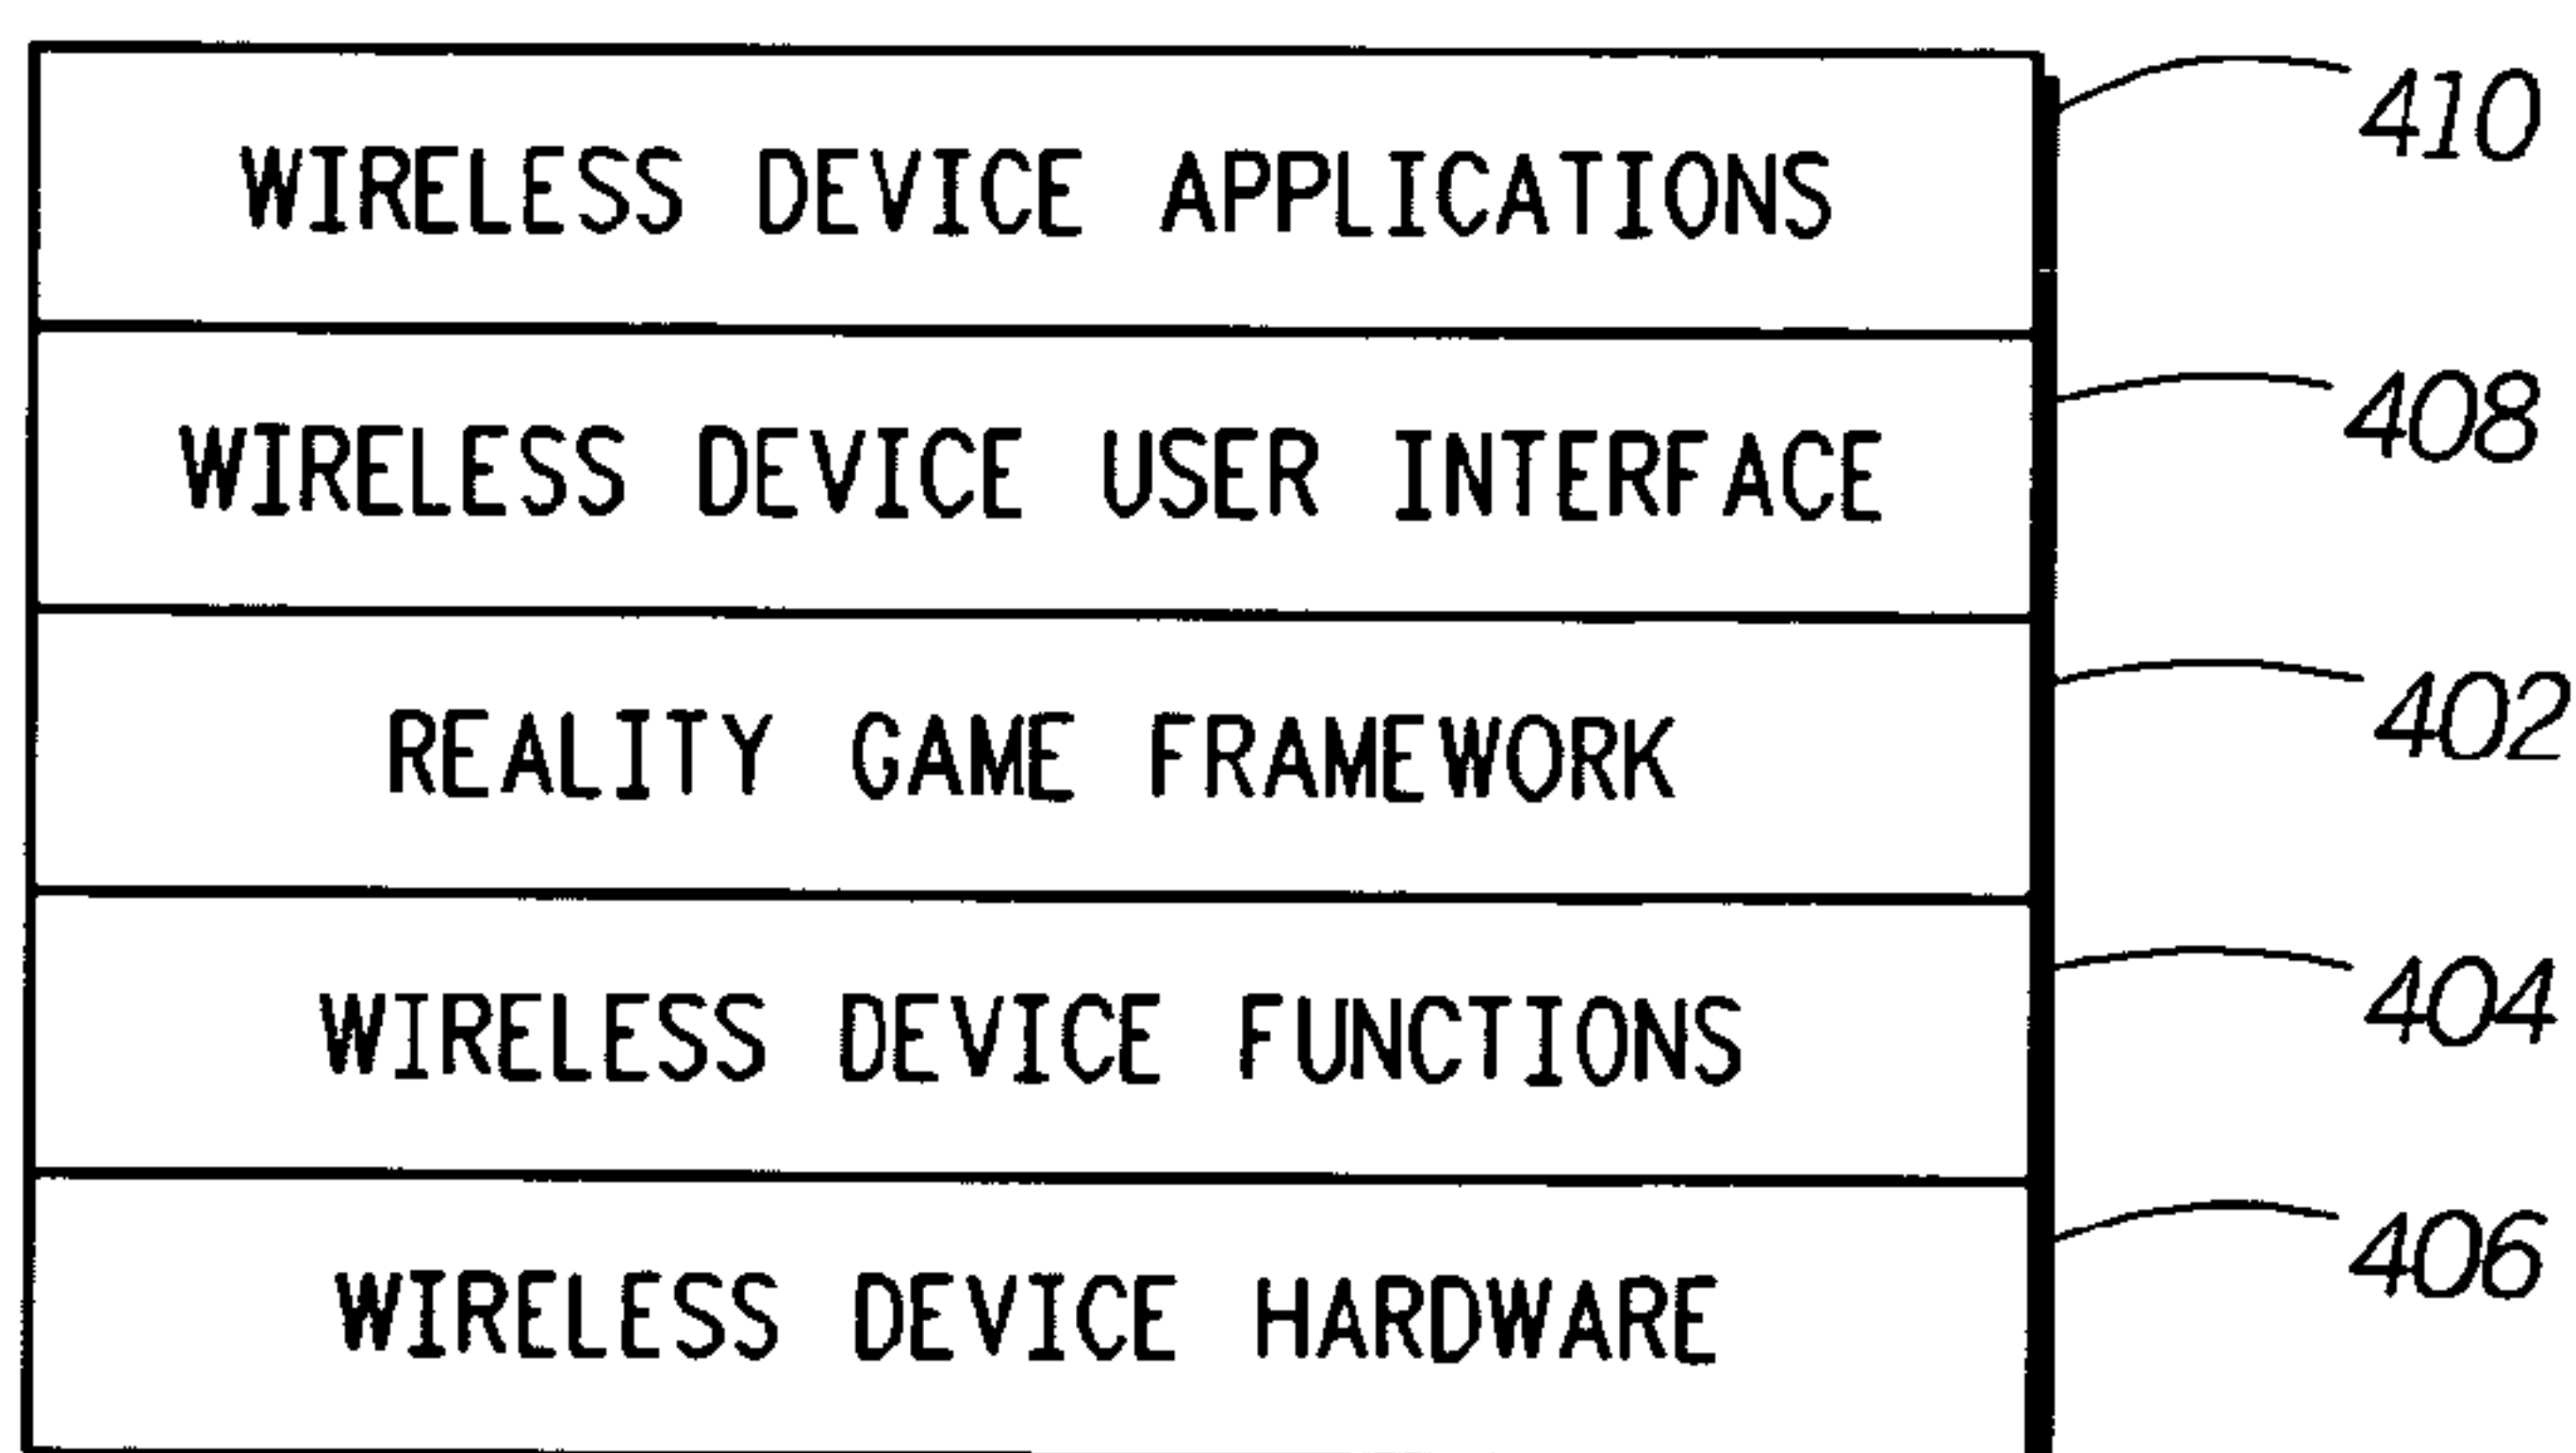 WIRELESS DEVICE APPLICATIONS 410
WIRELESS DEVICE USER INTERFACE 408
REALITY GAME FRAMEWORK 402
WIRELESS DEVICE FUNCTIONS 404
WIRELESS DEVICE HARDWARE 406